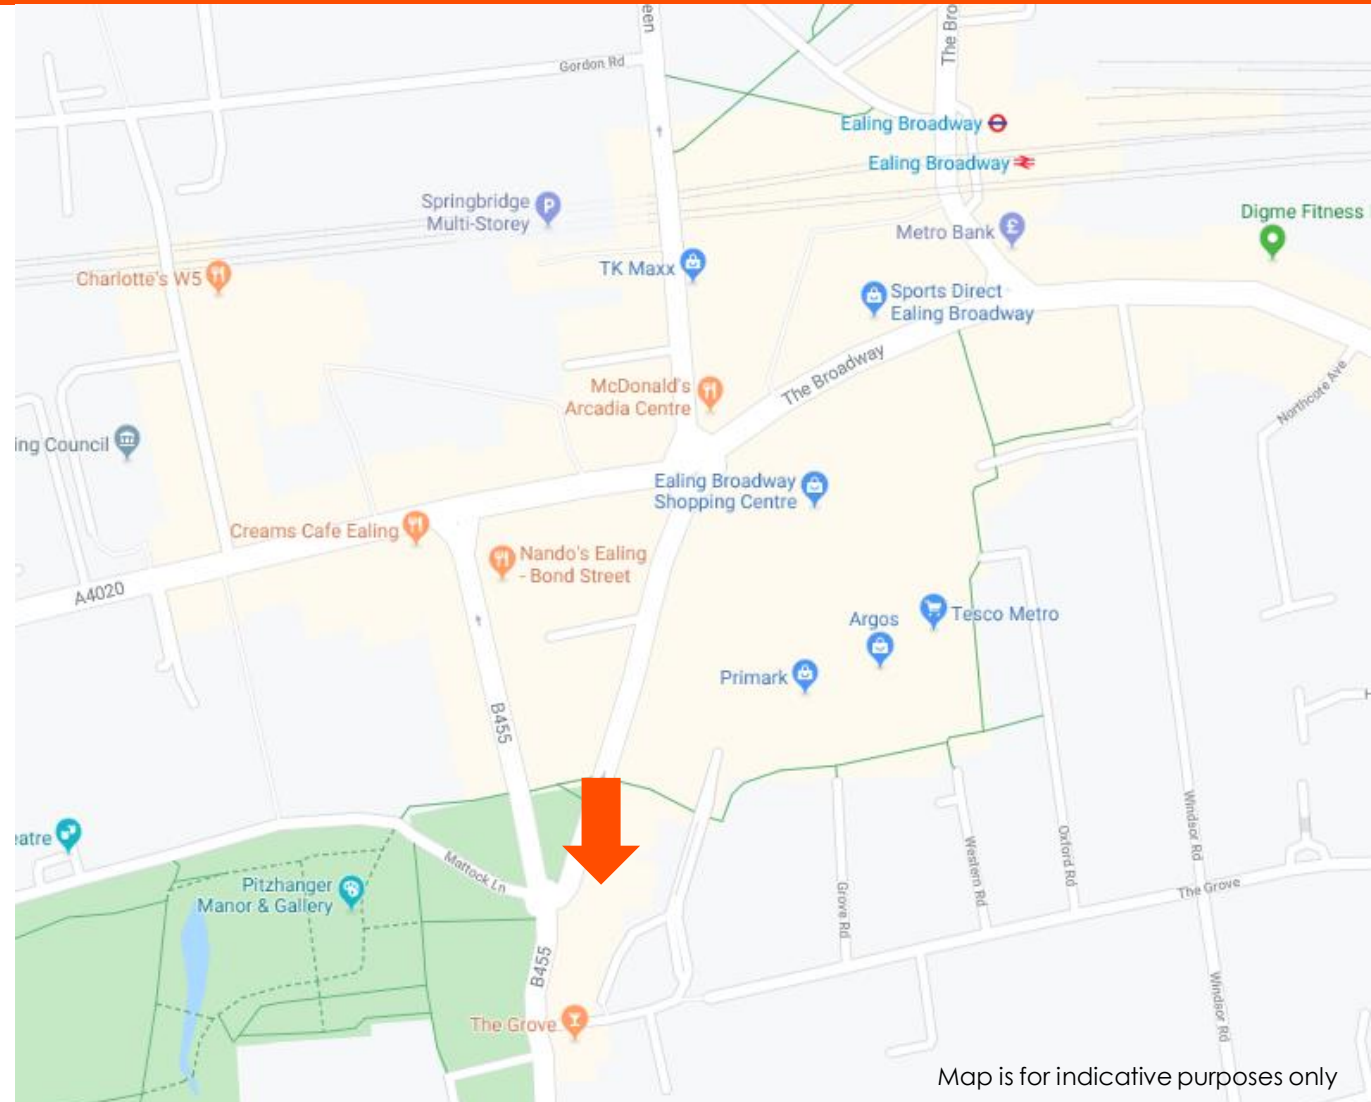 een
The Bro
Gordon Rd
Ealing Broadway
Ealing Broadway
Springbridge
Multi-Storey
P
Metro Bank
£
Digme Fitness
Charlotte's W5
TK Maxx
Sports Direct
Ealing Broadway
The Broadway
McDonald's
Arcadia Centre
Northcote Ave
ing Council
Ealing Broadway
Shopping Centre
Creams Cafe Ealing
Nando's Ealing
- Bond Street
A4020
Argos
Tesco Metro
Primark
H
B455
eatre
Mattock Ln
Pitzhanger
Manor & Gallery
Grove Rd
Western Rd
Oxford Rd
Windsor Rd
The Grove
B455
Windsor Rd
The Grove
Map is for indicative purposes only